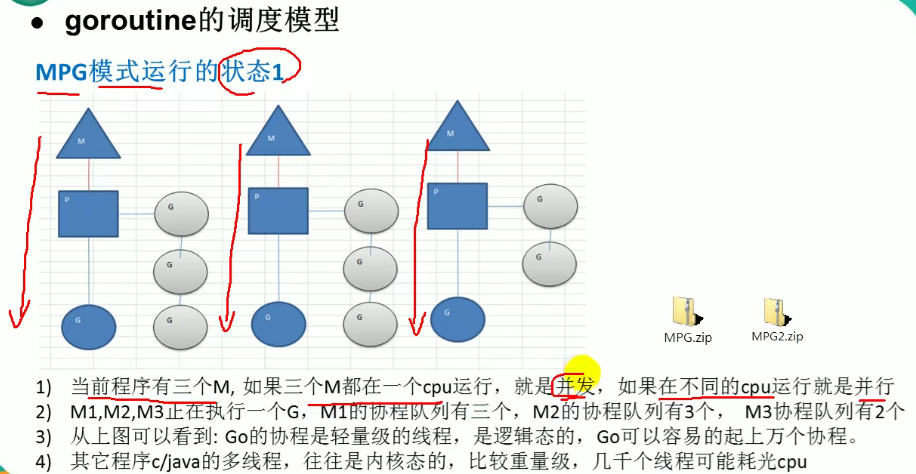 ● goroutine的调度模型
MPG模式运行的状态1
M M M
P G P G P G
G G G
G G G G G
MPG.zip MPG2.zip
1) 当前程序有三个M, 如果三个M都在一个cpu运行，就是并发，如果在不同的cpu运行就是并行
2) M1,M2,M3正在执行一个G，M1的协程队列有三个，M2的协程队列有3个， M3协程队列有2个
3) 从上图可以看到: Go的协程是轻量级的线程，是逻辑态的，Go可以容易的起上万个协程。
4) 其它程序c/java的多线程，往往是内核态的，比较重量级，几千个线程可能耗光cpu